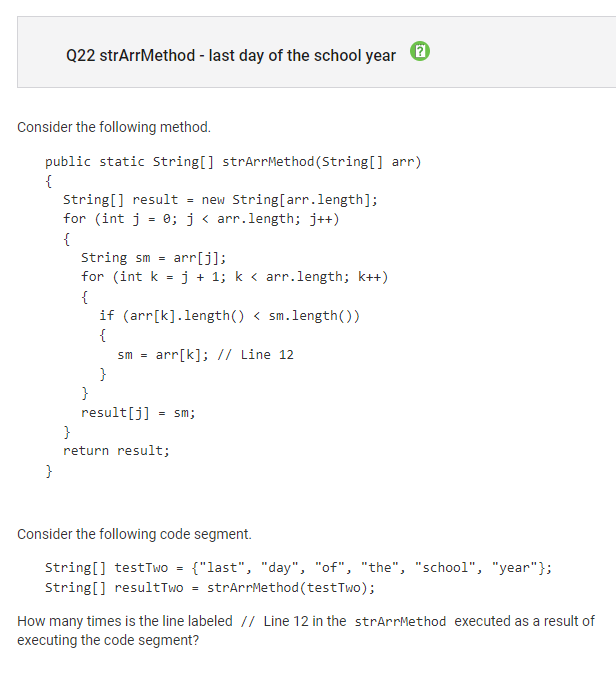 Q22 strArrMethod - last day of the school year
Consider the following method.
public static String[] strArrMethod(String[] arr)
{
String[] result = new String[arr.length];
for (int j = 0; j < arr.length; j++)
{
String sm = arr[j];
for (int k = j + 1; k < arr.length; k++)
{
if (arr[k].length() < sm.length())
{
sm = arr[k]; // Line 12
}
}
result[j] = sm;
}
return result;
}
Consider the following code segment.
String[] testTwo = {"last", "day", "of", "the", "school", "year"};
String[] resultTwo = strArrMethod(testTwo);
How many times is the line labeled // Line 12 in the strArrMethod executed as a result of
executing the code segment?